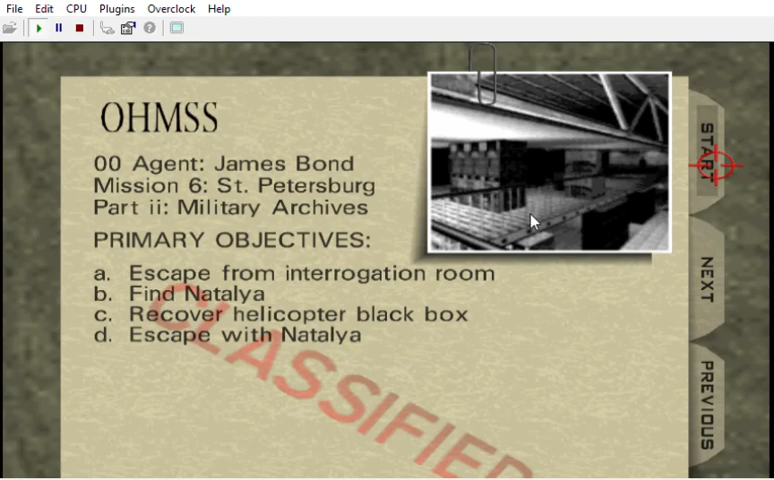 File Edit CPU Plugins Overclock Help
OHMSS
00 Agent: James Bond
Mission 6: St. Petersburg
Part ii: Military Archives
PRIMARY OBJECTIVES:
a. Escape from interrogation room
b. Find Natalya
c. Recover helicopter black box
d. Escape with Natalya
CLASSIFIED
START
NEXT
PREVIOUS